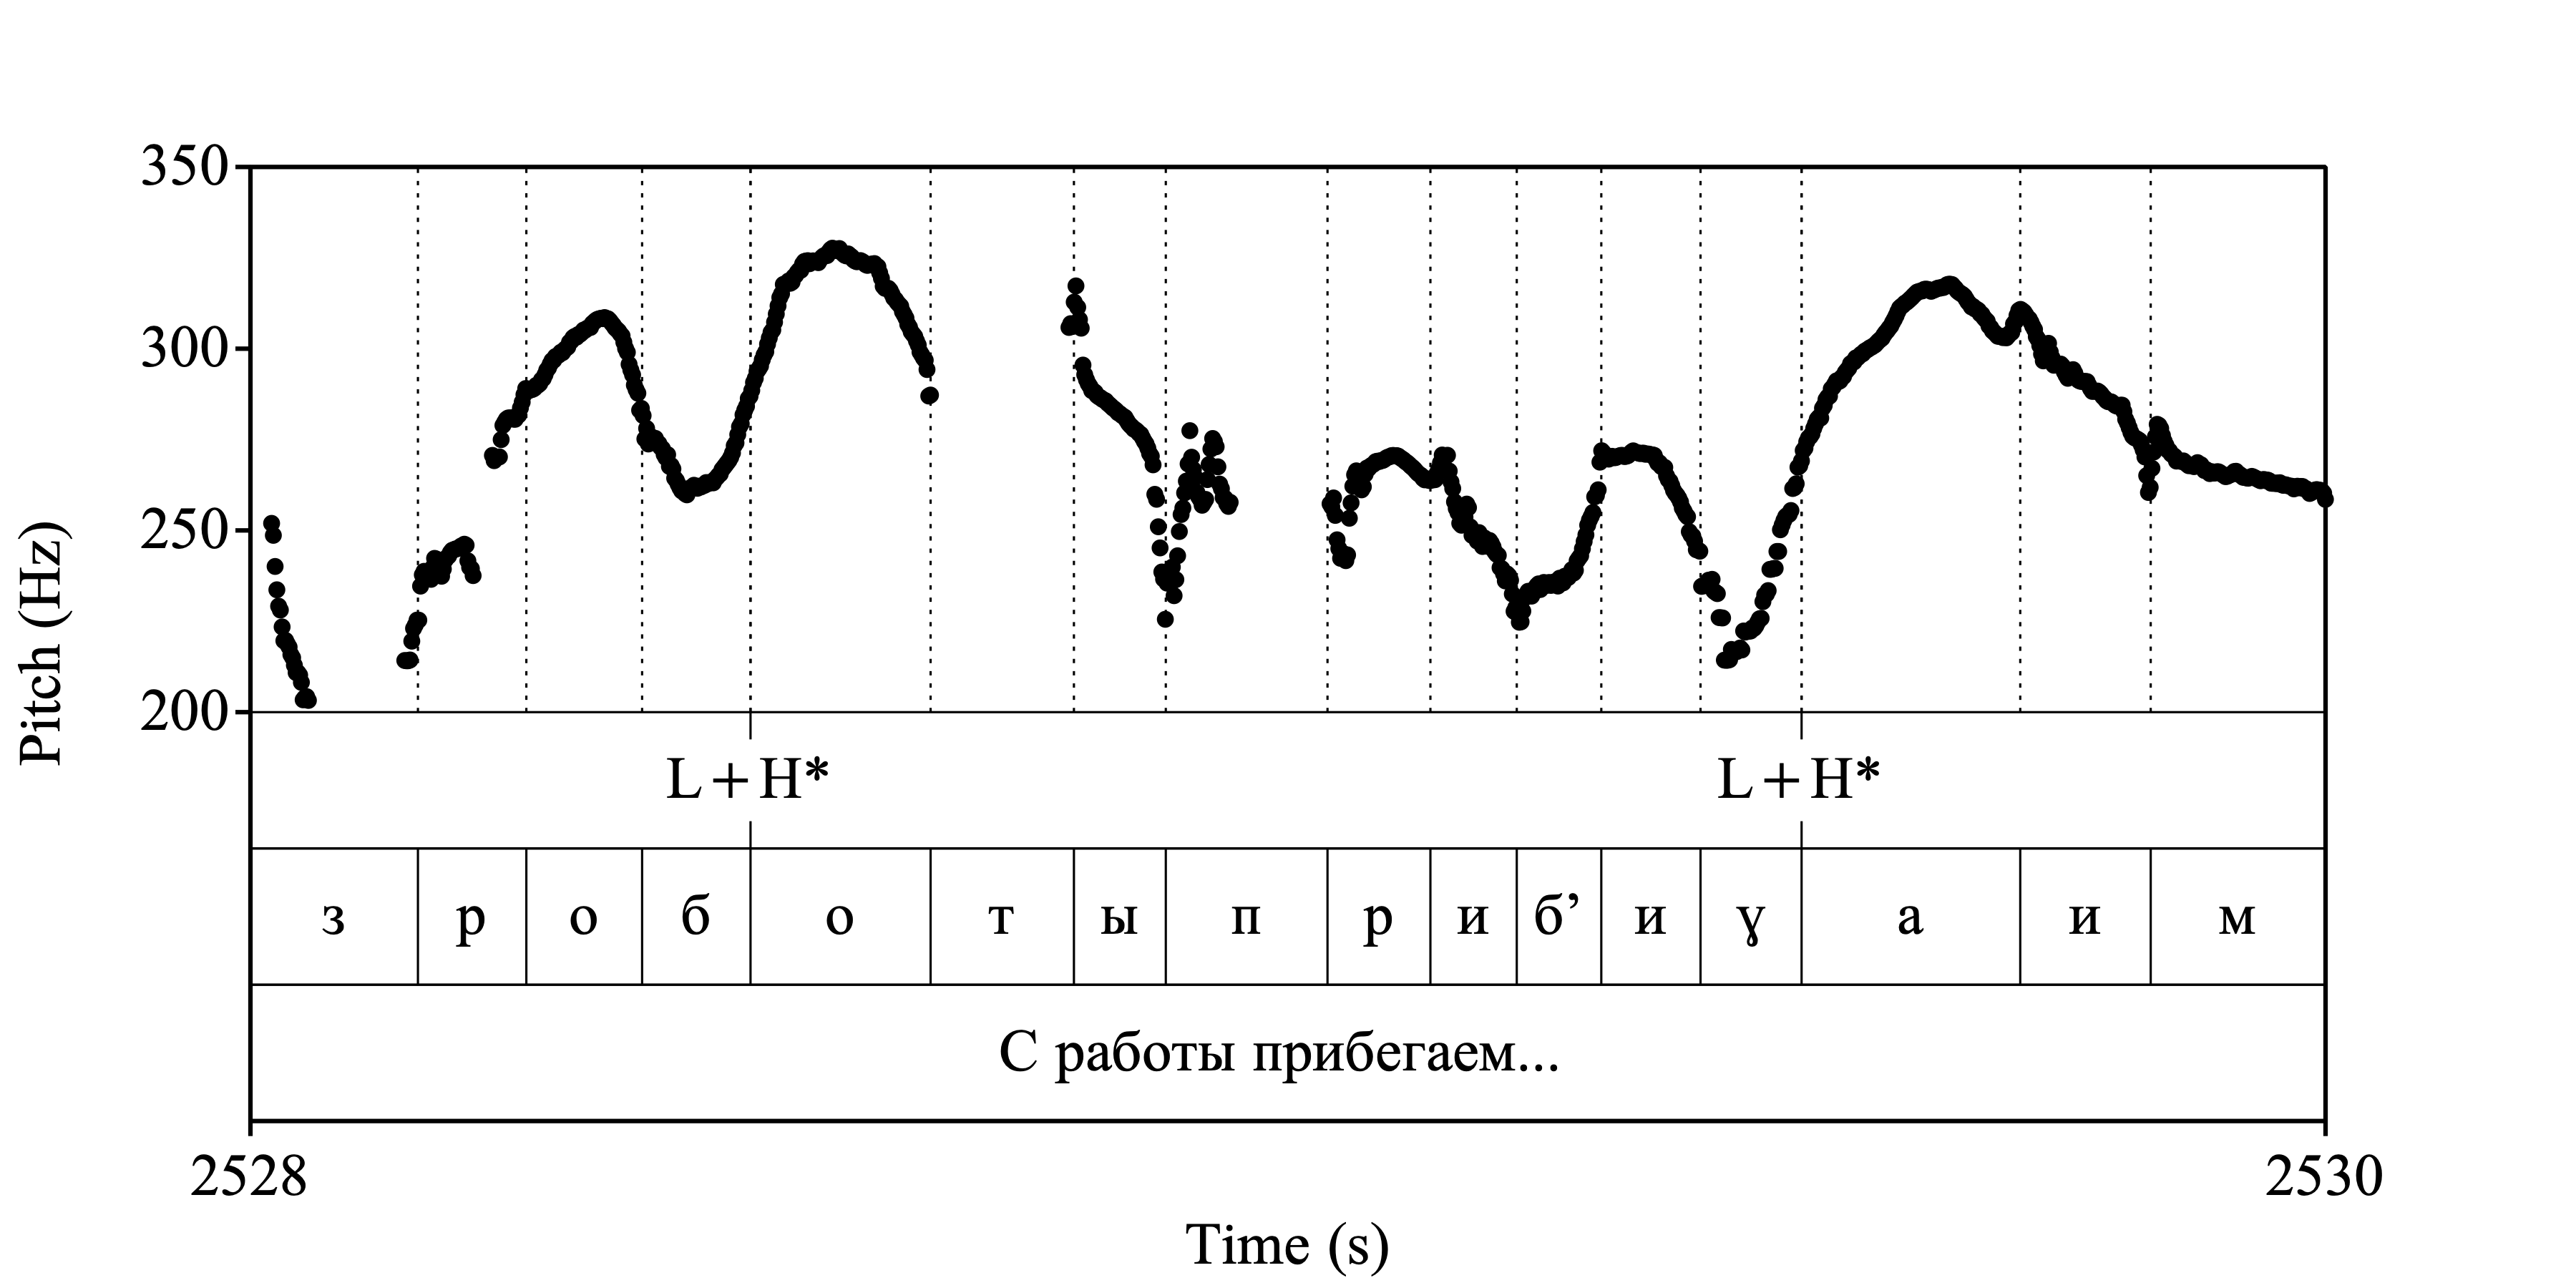 350
300
250
200
Pitch (Hz)
L+H* L+H*
з р о б о т ы п р и б’ и ɣ а и м
С работы прибегаем...
2528 2530
Time (s)